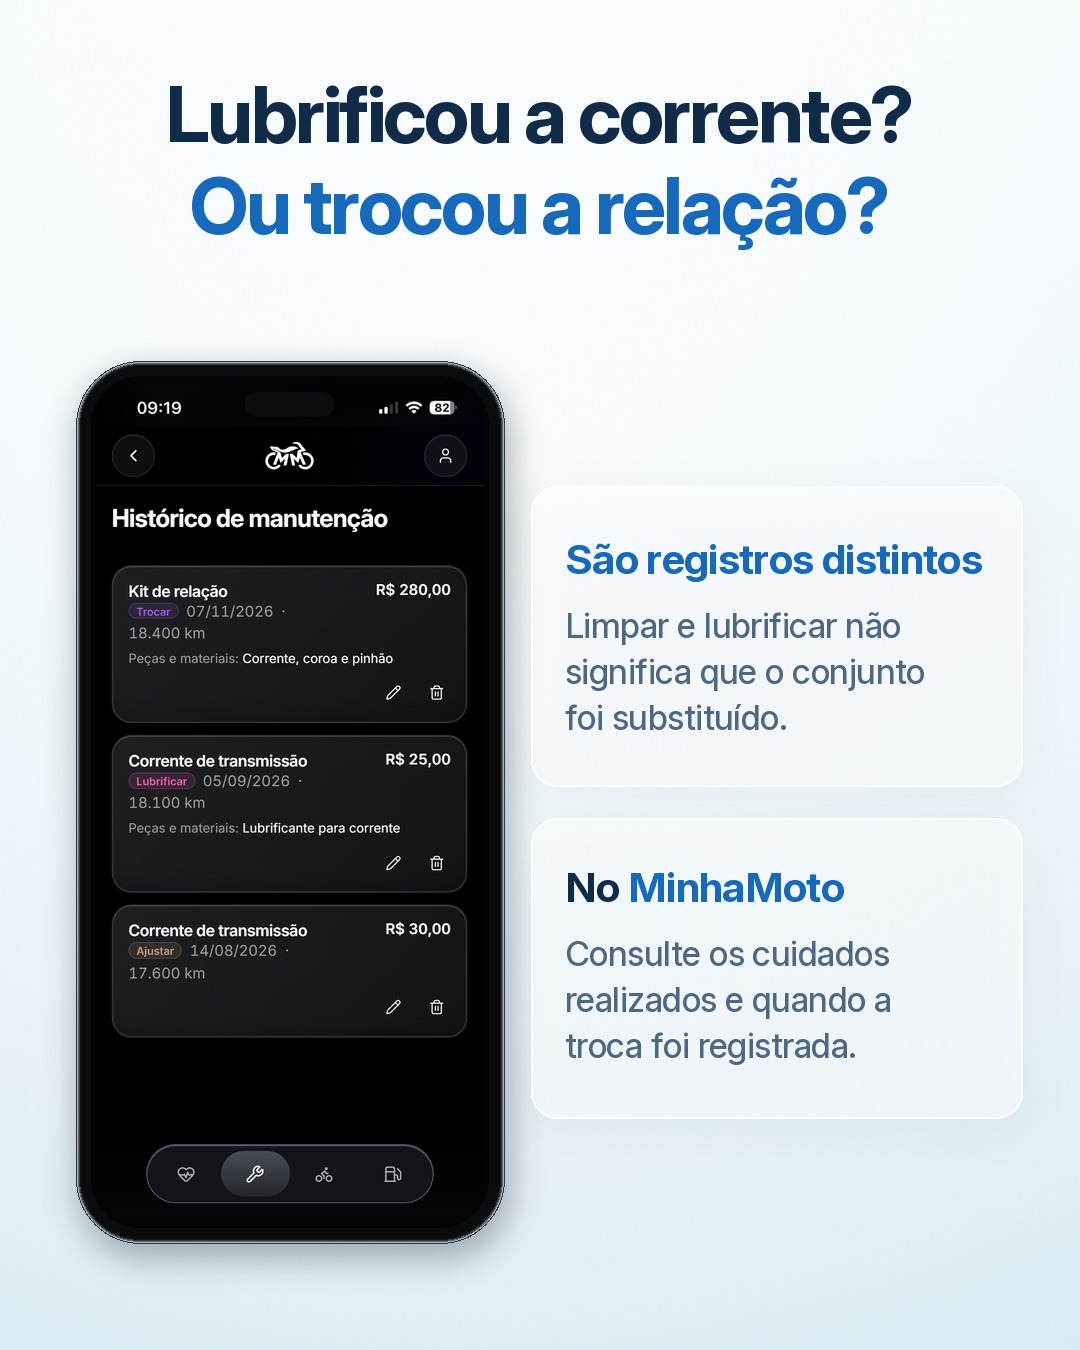 Lubrificou a corrente?
Ou trocou a relação?
09:19
82
MM
Histórico de manutenção
Kit de relação
R$ 280,00
Trocar 07/11/2026 ·
18.400 km
Peças e materiais: Corrente, coroa e pinhão
Corrente de transmissão
R$ 25,00
Lubrificar 05/09/2026 ·
18.100 km
Peças e materiais: Lubrificante para corrente
Corrente de transmissão
R$ 30,00
Ajustar 14/08/2026 ·
17.600 km
São registros distintos
Limpar e lubrificar não
significa que o conjunto
foi substituído.
No MinhaMoto
Consulte os cuidados
realizados e quando a
troca foi registrada.